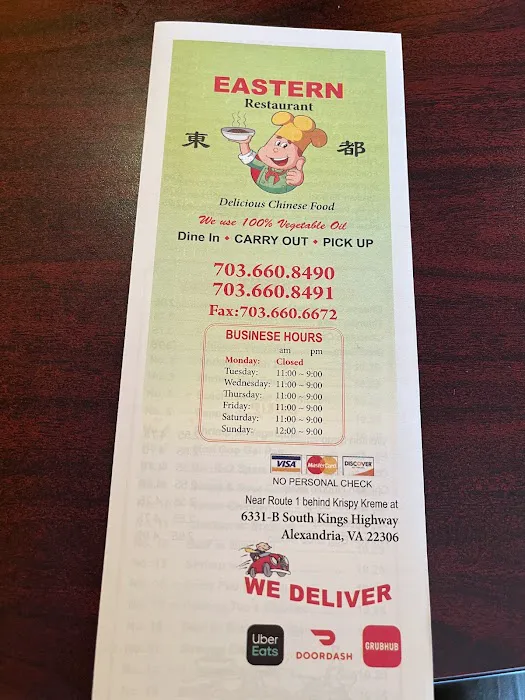 EASTERN
Restaurant
東 都
Delicious Chinese Food
We use 100% Vegetable Oil
Dine In • CARRY OUT • PICK UP
703.660.8490
703.660.8491
Fax:703.660.6672
BUSINESE HOURS
am pm
Monday: Closed
Tuesday: 11:00 ~ 9:00
Wednesday: 11:00 ~ 9:00
Thursday: 11:00 ~ 9:00
Friday: 11:00 ~ 9:00
Saturday: 11:00 ~ 9:00
Sunday: 12:00 ~ 9:00
VISA MasterCard DISCOVER
NO PERSONAL CHECK
Near Route 1 behind Krispy Kreme at
6331-B South Kings Highway
Alexandria, VA 22306
WE DELIVER
Uber
Eats
DOORDASH
GRUBHUB